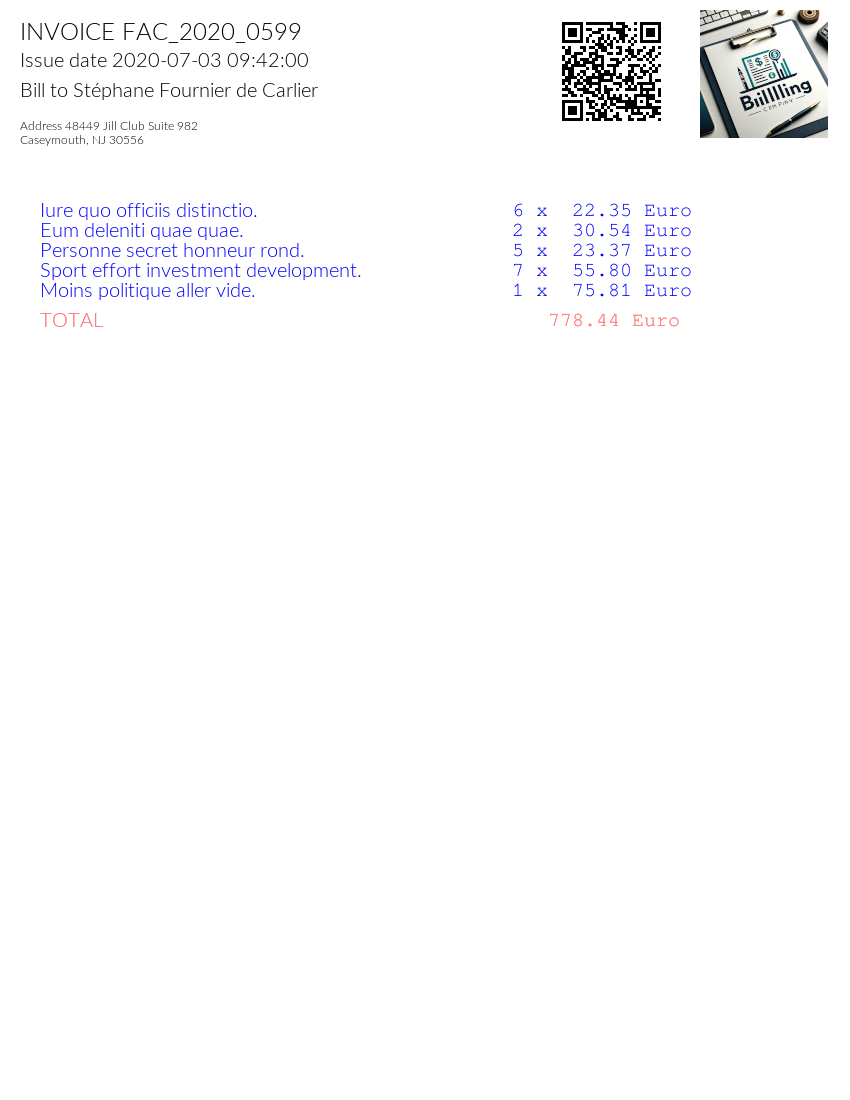 INVOICE FAC_2020_0599
Issue date 2020-07-03 09:42:00
Bill to Stéphane Fournier de Carlier
Address 48449 Jill Club Suite 982
Caseymouth, NJ 30556
Biillling
COMPANY
Iure quo officiis distinctio. 6 x 22.35 Euro
Eum deleniti quae quae. 2 x 30.54 Euro
Personne secret honneur rond. 5 x 23.37 Euro
Sport effort investment development. 7 x 55.80 Euro
Moins politique aller vide. 1 x 75.81 Euro
TOTAL 778.44 Euro